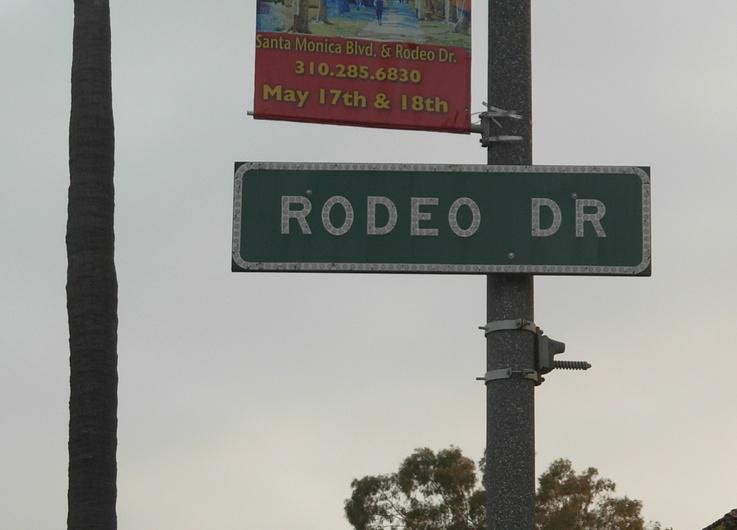 Santa Monica Blvd. & Rodeo Dr.
310.285.6830
May 17th & 18th
RODEO DR